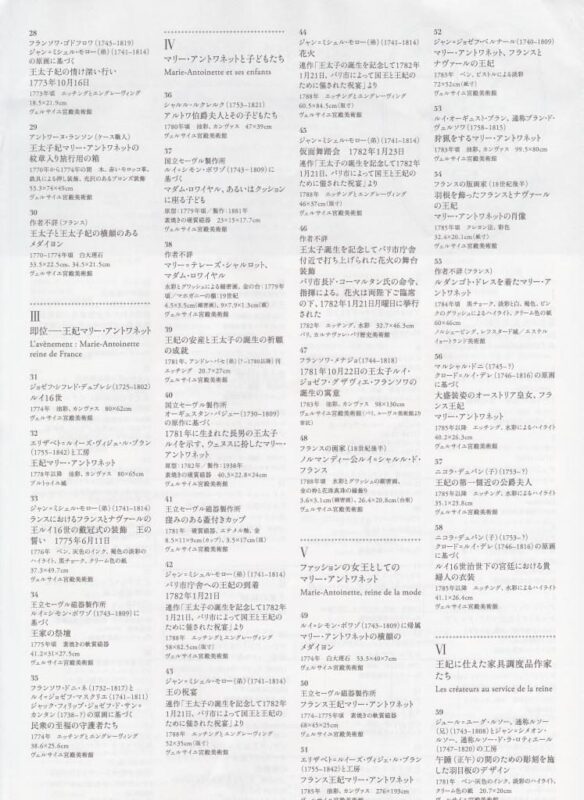 28
フランソワ・ゴドフロワ(1743–1819)
ジャン=ミシェル・モロー(弟)(1741–1814)
の原画に基づく
王太子妃の情け深い行い
1773年10月16日
1773年頃 エッチングとエングレーヴィング
18.5×21.9cm
ヴェルサイユ宮殿美術館
29
アントワーヌ・ランソン(ケース職人)
王太子妃マリー・アントワネットの
紋章入り旅行用の箱
1770年から1774年の間 木、赤いモロッコ革、
鉄具による押し装飾、光沢のあるブロンズ装飾
53.3×74×49cm
ヴェルサイユ宮殿美術館
30
作者不詳(フランス)
王太子と王太子妃の横顔のある
メダイヨン
1770–1774年頃 白大理石
33.5×22.5cm、34.5×21.5cm
ヴェルサイユ宮殿美術館
III
即位――王妃マリー・アントワネット
L'avènement : Marie-Antoinette
reine de France
31
ジョゼフ・シフレド・デュプレシ(1725–1802)
ルイ16世
1774年 油彩、カンヴァス 80×62cm
ヴェルサイユ宮殿美術館
32
エリザベト=ルイーズ・ヴィジェ・ル・ブラン
(1755–1842)と工房
王妃マリー・アントワネット
1778年以降 油彩、カンヴァス 80×65cm
ブルトゥイユ城
33
ジャン=ミシェル・モロー(弟)(1741–1814)
ランスにおけるフランスとナヴァールの
王ルイ16世の戴冠式の装飾 王の
誓い 1775年6月11日
1776年 ペン、灰色のインク、褐色の淡彩の
ハイライト、黒チョーク、クリーム色の紙
37.3×49.7cm
ヴェルサイユ宮殿美術館
34
王立セーヴル磁器製作所
ルイ=シモン・ボワゾ(1743–1809)に
基づく
王家の祭壇
1775年頃 素焼きの軟質磁器
41.2×31×27.5cm
ヴェルサイユ宮殿美術館
35
フランソワ・ドニ・ネ(1732–1817)と
ルイ=ジョゼフ・マスクリエ(1741–1811)
ジャック・フィリップ・ジョゼフ・ド・サン=
カンタン(1738–?)の原画に基づく
民衆の至福の守護者たち
1774年 エッチングとエングレーヴィング
38.6×25.6cm
ヴェルサイユ宮殿美術館
IV
マリー・アントワネットと子どもたち
Marie-Antoinette et ses enfants
36
シャルル・ルクレルク(1753–1821)
アルトワ伯爵夫人とその子どもたち
1780年頃 油彩、カンヴァス 47×39cm
ヴェルサイユ宮殿美術館
37
国立セーヴル製作所
ルイ=シモン・ボワゾ(1743–1809)に
基づく
マダム・ロワイヤル、あるいはクッション
に座る子ども
原型:1779年頃/製作:1881年
素焼きの硬質磁器 23×15×17.7cm
ヴェルサイユ宮殿美術館
38
作者不詳
マリー=テレーズ・シャルロット、
マダム・ロワイヤル
水彩とグワッシュによる細密画、金の台:1779年
頃/マホガニーの額:19世紀
4.5×3.5cm(細密画)、9×7.9×1.3cm(額)
ヴェルサイユ宮殿美術館
39
王妃の安産と王太子の誕生の祈願
の成就
1781年、アンドレ・バセ(弟)(?–1780以降)刊
エッチング 20.7×27cm
ヴェルサイユ宮殿美術館
40
国立セーヴル製作所
オーギュスタン・パジュー(1730–1809)
の原作に基づく
1781年に生まれた長男の王太子
ルイを示す、ウェヌスに扮したマリー・
アントワネット
原型:1782年/製作:1938年
素焼きの硬質磁器 40.3×22.8×24cm
ヴェルサイユ宮殿美術館
41
王立セーヴル磁器製作所
窪みのある蓋付きカップ
1781年 硬質磁器、エナメル釉、金
8.5×11×9cm(カップ)、3.5×17cm(皿)
ヴェルサイユ宮殿美術館
42
ジャン=ミシェル・モロー(弟)(1741–1814)
パリ市庁舎への王妃の到着
1782年1月21日
連作「王太子の誕生を記念して1782年
1月21日、パリ市によって国王と王妃の
ために催された祝宴」より
1788年 エッチングとエングレーヴィング
58×82.5cm(版寸)
ヴェルサイユ宮殿美術館
43
ジャン=ミシェル・モロー(弟)(1741–1814)
王の祝宴
連作「王太子の誕生を記念して1782年
1月21日、パリ市によって国王と王妃の
ために催された祝宴」より
1788年 エッチングとエングレーヴィング
52×35cm(版寸)
ヴェルサイユ宮殿美術館
44
ジャン=ミシェル・モロー(弟)(1741–1814)
花火
連作「王太子の誕生を記念して1782年
1月21日、パリ市によって国王と王妃の
ために催された祝宴」より
1788年 エッチングとエングレーヴィング
60.5×84.5cm(版寸)
ヴェルサイユ宮殿美術館
45
ジャン=ミシェル・モロー(弟)(1741–1814)
仮面舞踏会 1782年1月23日
連作「王太子の誕生を記念して1782年
1月21日、パリ市によって国王と王妃の
ために催された祝宴」より
1788年 エッチングとエングレーヴィング
46×37cm(版寸)
ヴェルサイユ宮殿美術館
46
作者不詳
王太子誕生を記念してパリ市庁舎
付近で打ち上げられた花火の舞台
装飾
パリ市長ド・コーマルタン氏の命令、
指揮による。花火は両陛下ご臨席
の下、1782年1月21日月曜日に挙行
された
1782年 エッチング、水彩 32.7×46.3cm
パリ、カルナヴァレ・パリ歴史美術館
47
フランソワ・メナジョ(1744–1818)
1781年10月22日の王太子ルイ・
ジョゼフ・グザヴィエ・フランソワの
誕生の寓意
1783年 油彩、カンヴァス 98×130cm
ヴェルサイユ宮殿美術館(パリ、ルーヴル美術館より
寄託)
48
フランスの画家(18世紀後半)
ノルマンディー公ルイ=シャルル・ド・
フランス
1788年頃 水彩とグワッシュの細密画、
金の枠と花珠真珠の縁飾り
3.6×3.1cm(細密画)、26.4×20.8cm(台板)
ヴェルサイユ宮殿美術館
V
ファッションの女王としての
マリー・アントワネット
Marie-Antoinette, reine de la mode
49
ルイ=シモン・ボワゾ(1743–1809)に帰属
マリー・アントワネットの横顔の
メダイヨン
1774年 白大理石 53.5×40×7cm
ヴェルサイユ宮殿美術館
50
王立セーヴル磁器製作所
フランス王妃マリー・アントワネット
1774–1775年頃 素焼きの軟質磁器
68×45×25cm
ヴェルサイユ宮殿美術館
51
エリザベト=ルイーズ・ヴィジェ・ル・ブラン
(1755–1842)と工房
フランス王妃マリー・アントワネット
1785年 油彩、カンヴァス 276×193cm
ヴェルサイユ宮殿美術館
52
ジャン=ジョゼフ・ベルナール(1740–1809)
マリー・アントワネット、フランスと
ナヴァールの王妃
1785年 ペン、ビストルによる淡彩
72×52cm(紙寸)
ヴェルサイユ宮殿美術館
53
ルイ・オーギスト・ブラン、通称ブラン・ド・
ヴェルソワ(1758–1815)
狩猟をするマリー・アントワネット
1783年頃 油彩、カンヴァス 99.5×80cm
ヴェルサイユ宮殿美術館
54
フランスの版画家(18世紀後半)
羽根を飾ったフランスとナヴァール
の王妃
マリー・アントワネットの肖像
1785年頃 クレヨン法、彩色
32.4×20.1cm(紙寸)
ヴェルサイユ宮殿美術館
55
作者不詳(フランス)
ルダンゴト・ドレスを着たマリー・ア
ントワネット
1784年頃 黒チョーク、淡彩と白、褐色、ピン
クのグリッシュによるハイライト、クリーム色の紙
60×46cm
ノルシェーピング、レフスタード城/エステル
イェートランド美術館
56
マルシャル・ドニ(1745–?)
クロード=ルイ・デレ(1746–1816)の原画
に基づく
大盛装姿のオーストリア皇女、フラ
ンス王妃
マリー・アントワネット
1785年以降 エッチング、水彩によるハイライト
40.2×26.3cm
ヴェルサイユ宮殿美術館
57
ニコラ・デュパン(子)(1753–?)
王妃の第一側近の公爵夫人
1785年以降 エッチング、水彩によるハイライト
35.1×23.8cm
ヴェルサイユ宮殿美術館
58
ニコラ・デュパン(子)(1753–?)
クロード=ルイ・デレ(1746–1816)の原画
に基づく
ルイ16世治世下の宮廷における貴
婦人の衣装
1785年以降 エッチング、水彩によるハイライト
41.1×26.6cm
ヴェルサイユ宮殿美術館
VI
王妃に仕えた家具調度品作家
たち
Les créateurs au service de la reine
59
ジュール=ユーグ・ルソー、通称ルソー
(兄)(1743–1806)とジャン=シメオン・
ルソー、通称ルソー・ド・ラ・ロティエール
(1747–1820)の工房
午睡(正午)の間のための彫刻を施
した羽目板のデザイン
1781年 ペン、灰色のインク、淡彩のハイライト、
クリーム色の紙 20.7×20cm
ヴェルサイユ宮殿美術館